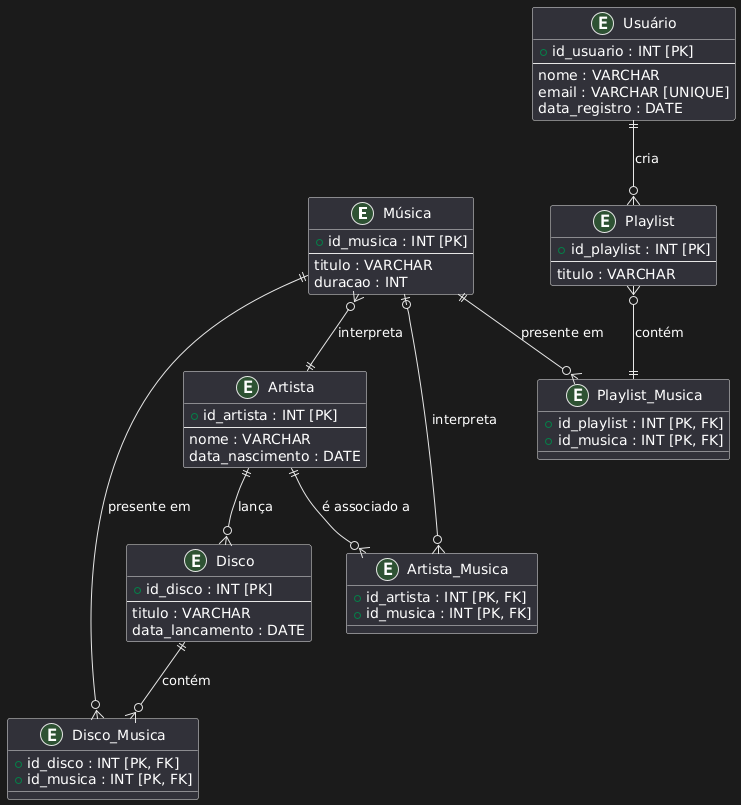 E Usuário
id_usuario : INT [PK]
nome : VARCHAR
email : VARCHAR [UNIQUE]
data_registro : DATE
cria
E Música
id_musica : INT [PK]
titulo : VARCHAR
duracao : INT
E Playlist
id_playlist : INT [PK]
titulo : VARCHAR
interpreta
presente em
contém
E Artista
id_artista : INT [PK]
nome : VARCHAR
data_nascimento : DATE
E Playlist_Musica
id_playlist : INT [PK, FK]
id_musica : INT [PK, FK]
interpreta
presente em
lança
é associado a
E Disco
id_disco : INT [PK]
titulo : VARCHAR
data_lancamento : DATE
E Artista_Musica
id_artista : INT [PK, FK]
id_musica : INT [PK, FK]
contém
E Disco_Musica
id_disco : INT [PK, FK]
id_musica : INT [PK, FK]